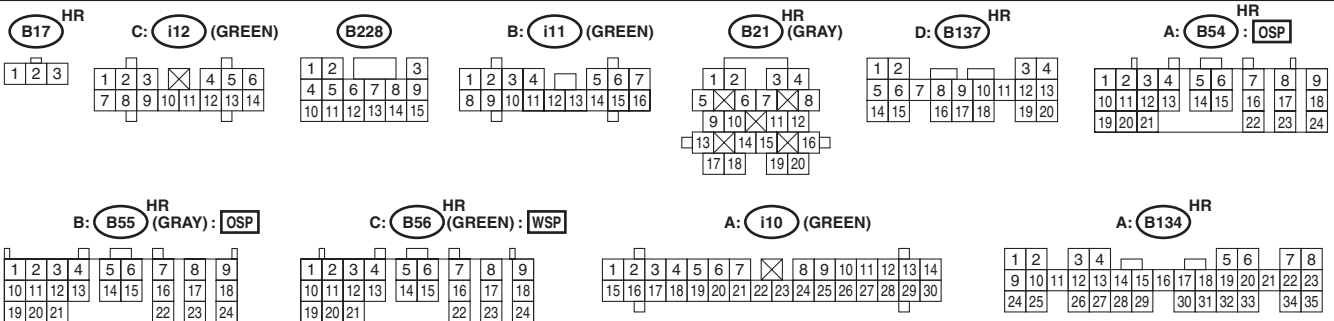 HR
B17
C: i12 (GREEN)
B228
B: i11 (GREEN)
HR
B21 (GRAY)
HR
D: B137
HR
A: B54 : OSP
1 2 3
1 2 3 4 5 6
7 8 9 10 11 12 13 14
1 2 3
4 5 6 7 8 9
10 11 12 13 14 15
1 2 3 4 5 6 7
8 9 10 11 12 13 14 15 16
1 2 3 4
5 6 7 8
9 10 11 12
13 14 15 16
17 18 19 20
1 2 3 4
5 6 7 8 9 10 11 12 13
14 15 16 17 18 19 20
1 2 3 4 5 6 7 8 9
10 11 12 13 14 15 16 17 18
19 20 21 22 23 24
HR
B: B55 (GRAY) : OSP
HR
C: B56 (GREEN) : WSP
A: i10 (GREEN)
HR
A: B134
1 2 3 4 5 6 7 8 9
10 11 12 13 14 15 16 17 18
19 20 21 22 23 24
1 2 3 4 5 6 7 8 9
10 11 12 13 14 15 16 17 18
19 20 21 22 23 24
1 2 3 4 5 6 7 8 9 10 11 12 13 14
15 16 17 18 19 20 21 22 23 24 25 26 27 28 29 30
1 2 3 4 5 6 7 8
9 10 11 12 13 14 15 16 17 18 19 20 21 22 23
24 25 26 27 28 29 30 31 32 33 34 35